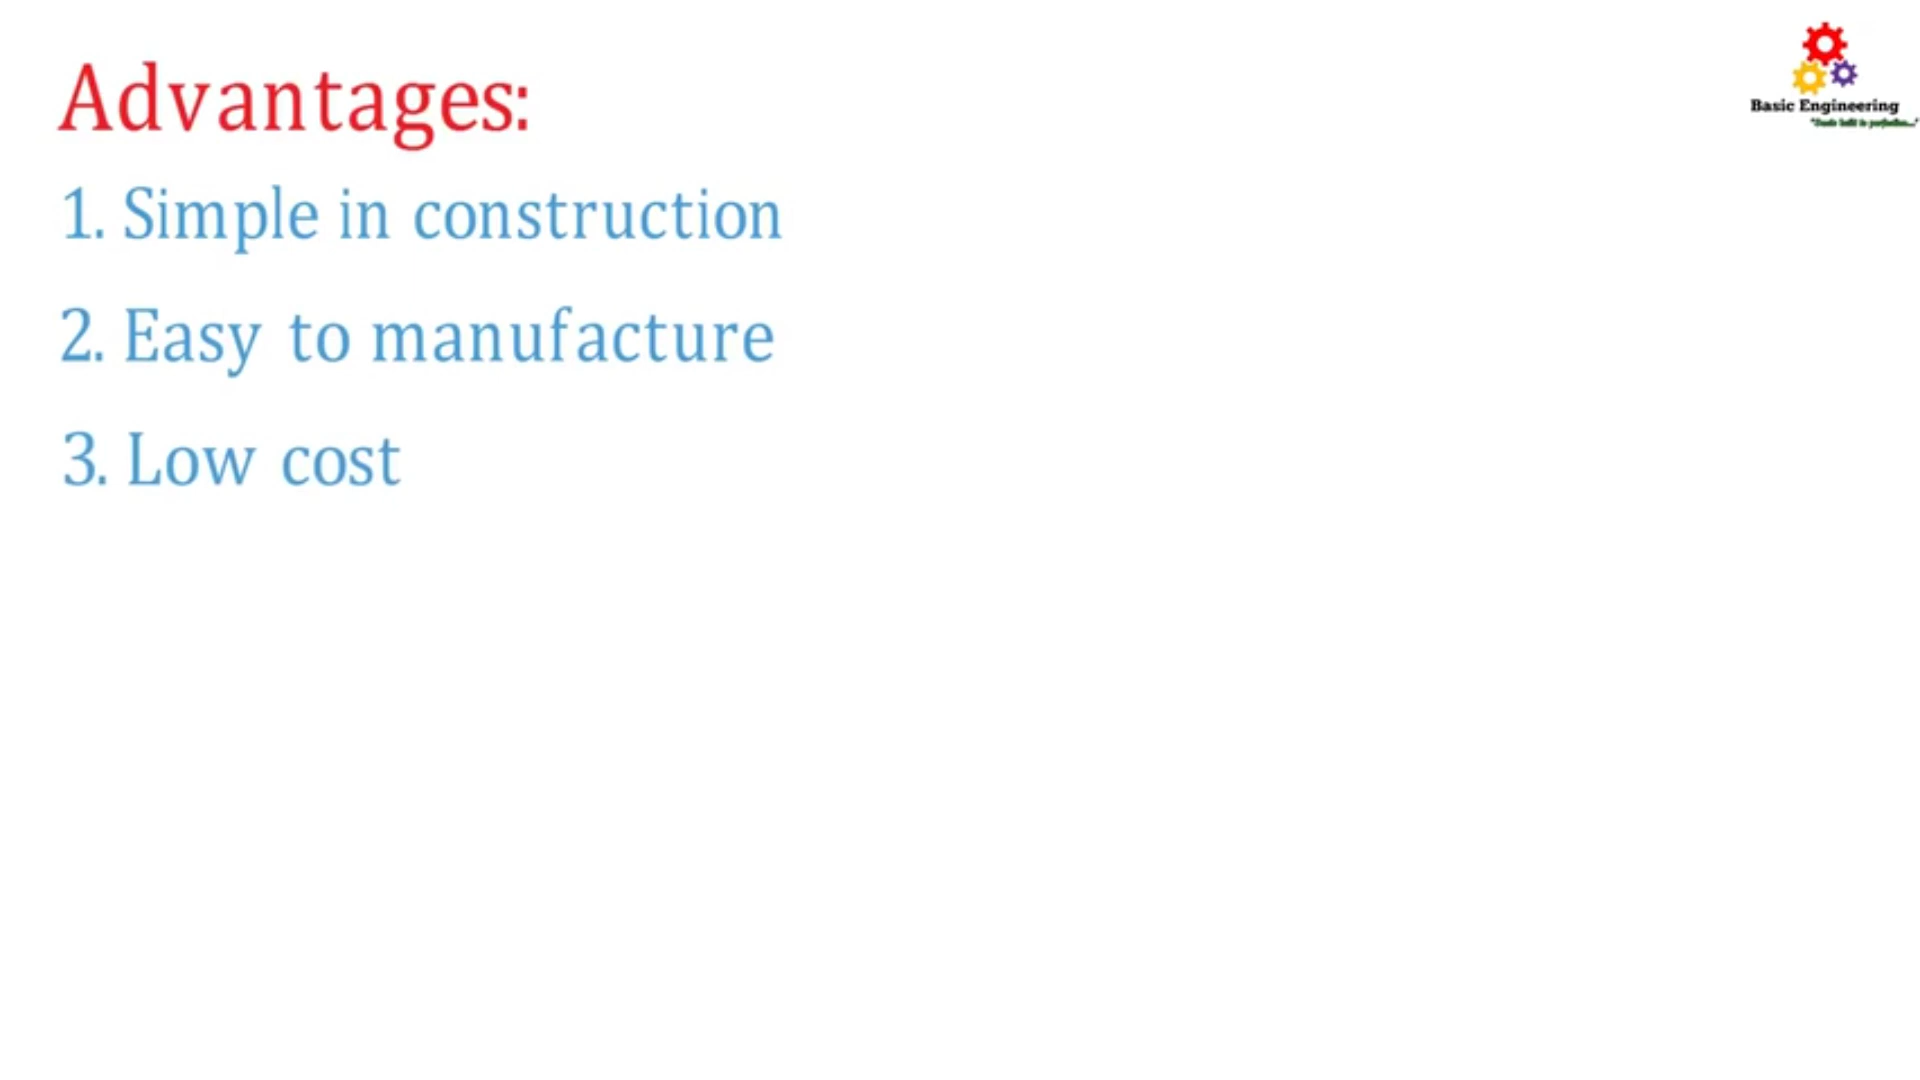 Advantages:
1. Simple in construction
2. Easy to manufacture
3. Low cost
Basic Engineering